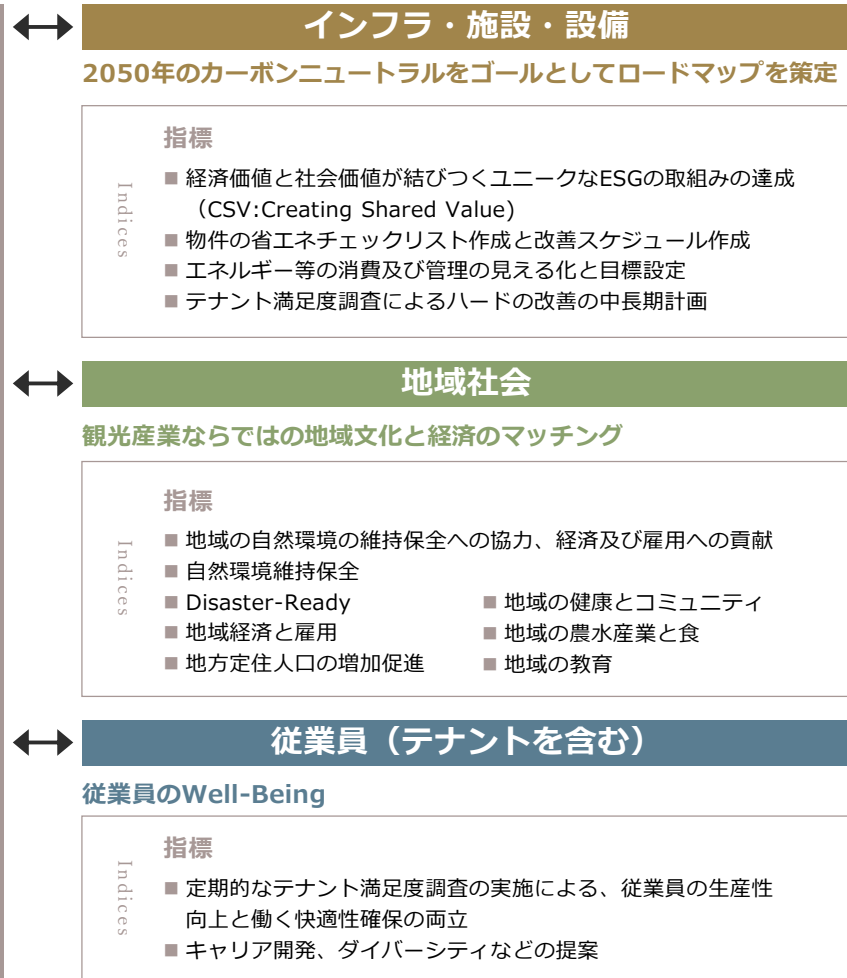 インフラ・施設・設備
2050年のカーボンニュートラルをゴールとしてロードマップを策定
Indices
指標
■ 経済価値と社会価値が結びつくユニークなESGの取組みの達成
（CSV:Creating Shared Value)
■ 物件の省エネチェックリスト作成と改善スケジュール作成
■ エネルギー等の消費及び管理の見える化と目標設定
■ テナント満足度調査によるハードの改善の中長期計画
地域社会
観光産業ならではの地域文化と経済のマッチング
Indices
指標
■ 地域の自然環境の維持保全への協力、経済及び雇用への貢献
■ 自然環境維持保全
■ Disaster-Ready ■ 地域の健康とコミュニティ
■ 地域経済と雇用 ■ 地域の農水産業と食
■ 地方定住人口の増加促進 ■ 地域の教育
従業員（テナントを含む）
従業員のWell-Being
Indices
指標
■ 定期的なテナント満足度調査の実施による、従業員の生産性
向上と働く快適性確保の両立
■ キャリア開発、ダイバーシティなどの提案